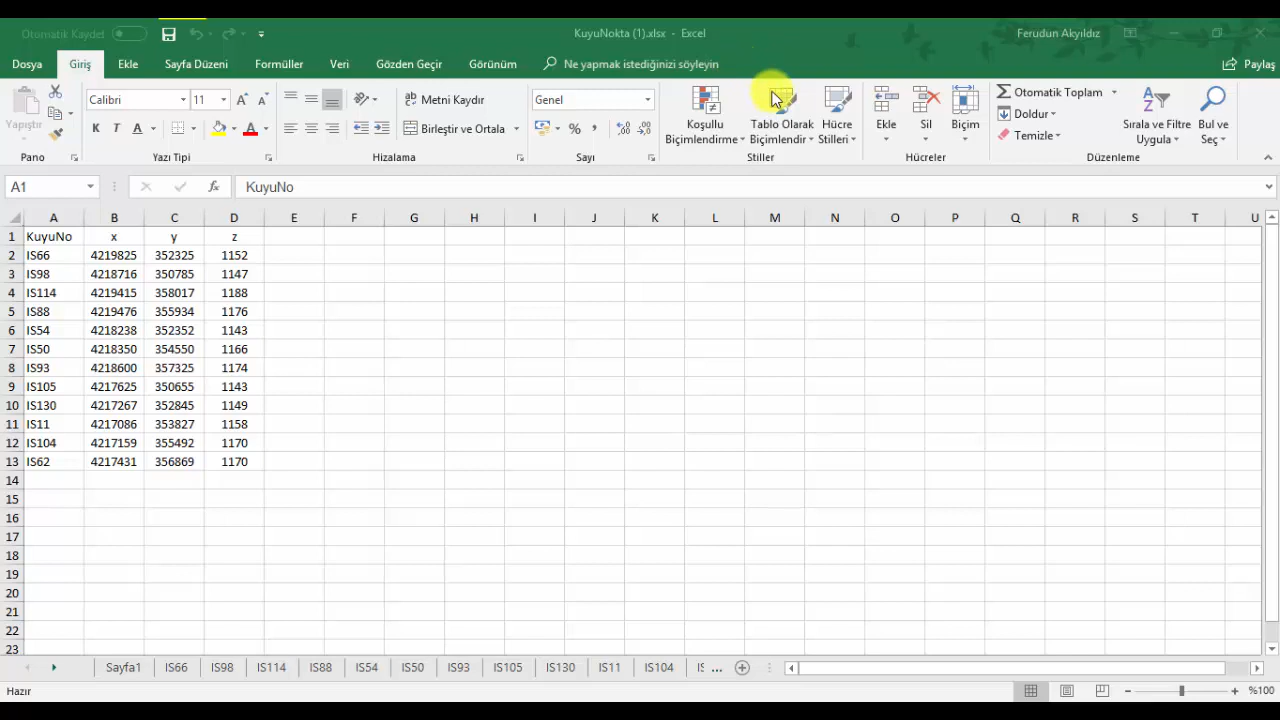 Otomatik Kaydet
KuyuNokta (1).xlsx - Excel
Ferudun Akyıldız
Dosya Giriş Ekle Sayfa Düzeni Formüller Veri Gözden Geçir Görünüm Ne yapmak istediğinizi söyleyin Paylaş
Yapıştır
Calibri 11
K T A A A
Metni Kaydır
Birleştir ve Ortala
Genel
% ,
Koşullu Biçimlendirme
Tablo Olarak Biçimlendir
Hücre Stilleri
Ekle
Sil
Biçim
Otomatik Toplam
Doldur
Temizle
Sırala ve Filtre Uygula
Bul ve Seç
Pano Yazı Tipi Hizalama Sayı Stiller Hücreler Düzenleme
A1 fx KuyuNo
A B C D E F G H I J K L M N O P Q R S T U
1 KuyuNo x y z
2 IS66 4219825 352325 1152
3 IS98 4218716 350785 1147
4 IS114 4219415 358017 1188
5 IS88 4219476 355934 1176
6 IS54 4218238 352352 1143
7 IS50 4218350 354550 1166
8 IS93 4218600 357325 1174
9 IS105 4217625 350655 1143
10 IS130 4217267 352845 1149
11 IS11 4217086 353827 1158
12 IS104 4217159 355492 1170
13 IS62 4217431 356869 1170
14
15
16
17
18
19
20
21
22
23
Sayfa1 IS66 IS98 IS114 IS88 IS54 IS50 IS93 IS105 IS130 IS11 IS104 ...
Hazır %100